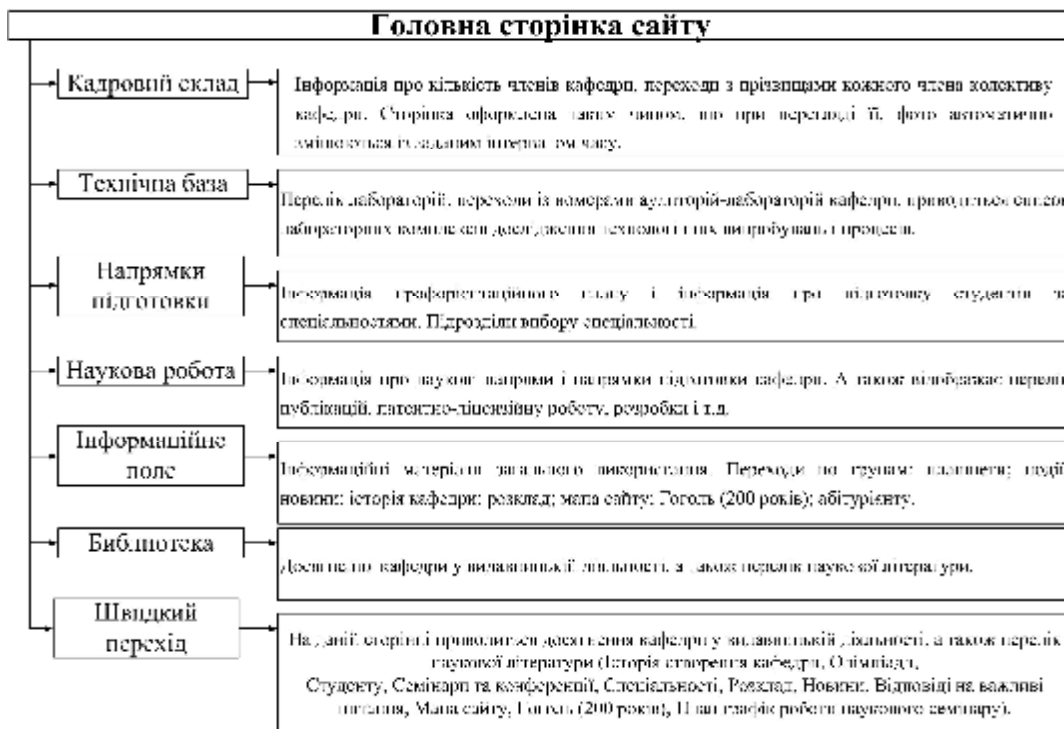 Головна сторінка сайту
Кадровий склад
Інформація про кількість членів кафедри, переходи з прізвищами кожного члена колективу
кафедри. Сторінка оформлена таким чином, що при перегляді її, фото автоматично
змінюються із заданим інтервалом часу.
Технічна база
Перелік лабораторій, переходи із номерами аудиторій-лабораторій кафедри, приводиться список
лабораторних комплексів дослідження технологічних випробувань і процесів.
Напрямки
підготовки
Інформація профорієнтаційного плану і інформація про підготовку студентів за
спеціальностями. Підрозділи вибору спеціальності.
Наукова робота
Інформація про наукові напрями і напрямки підготовки кафедри. А також відображає перелік
публікацій, патентно-ліцензійну роботу, розробки і т.д.
Інформаційне
поле
Інформаційні матеріали загального використання. Переходи по групам: події
новини; історія кафедри; розклад; мапа сайту; Гоголь (200 років); абітурієнту.
Библіотека
Досягнення кафедри у видавницькій діяльності, а також перелік наукової літератури.
Швидкий
перехід
На даній сторінці приводиться досягнення кафедри у видавницькій діяльності, а також перелік
наукової літератури (Історія створення кафедри, Олімпіади,
Студенту, Семінари та конференції, Спеціальності, Розклад, Новини, Відповіді на важливі
питання, Мапа сайту, Гоголь (200 років), План графік роботи наукового семінару).